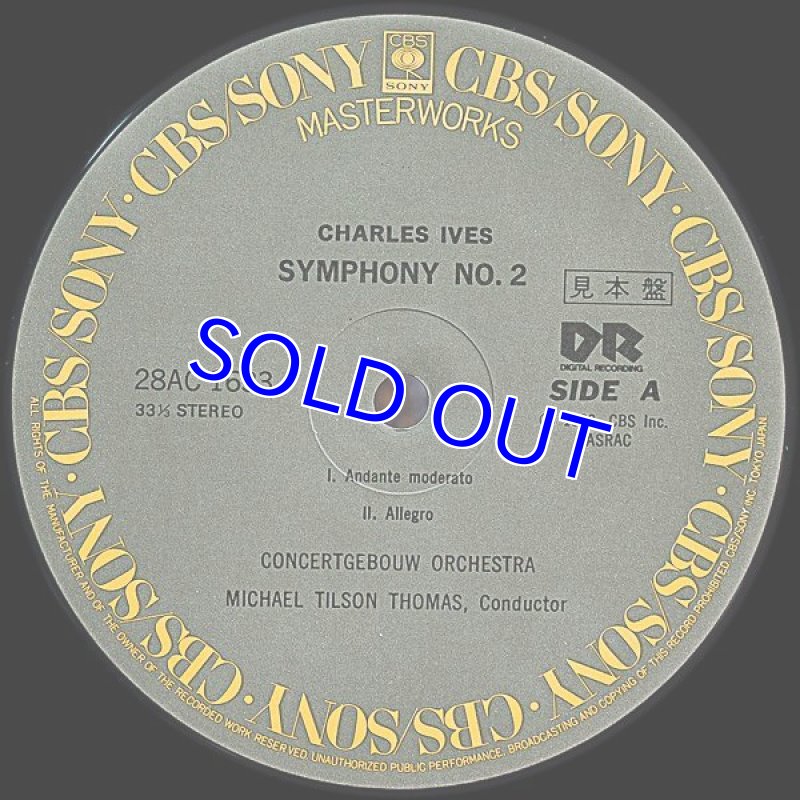 CBS
SONY
CBS/SONY · CBS/SONY · CBS/SONY · CBS/SONY · CBS/SONY · CBS/SONY · CBS/SONY · CBS/SONY
MASTERWORKS
CHARLES IVES
SYMPHONY NO. 2
見本盤
DR
DIGITAL RECORDING
28AC
SIDE A
33⅓ STEREO
CBS Inc.
SOLD OUT
I. Andante moderato
II. Allegro
CONCERTGEBOUW ORCHESTRA
MICHAEL TILSON THOMAS, Conductor
ALL RIGHTS OF THE MANUFACTURER AND OF THE OWNER OF THE RECORDED WORK RESERVED. UNAUTHORIZED PUBLIC PERFORMANCE, BROADCASTING AND COPYING OF THIS RECORD PROHIBITED. CBS/SONY INC. TOKYO JAPAN